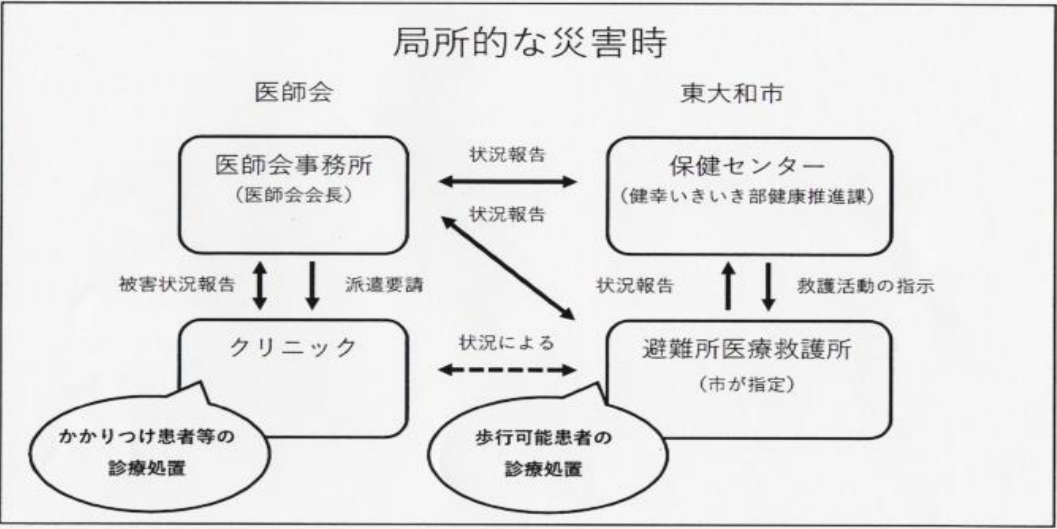 局所的な災害時
医師会
東大和市
医師会事務所
（医師会会長）
状況報告
状況報告
保健センター
（健幸いきいき部健康推進課）
被害状況報告
派遣要請
状況報告
救護活動の指示
クリニック
状況による
避難所医療救護所
（市が指定）
かかりつけ患者等の
診療処置
歩行可能患者の
診療処置